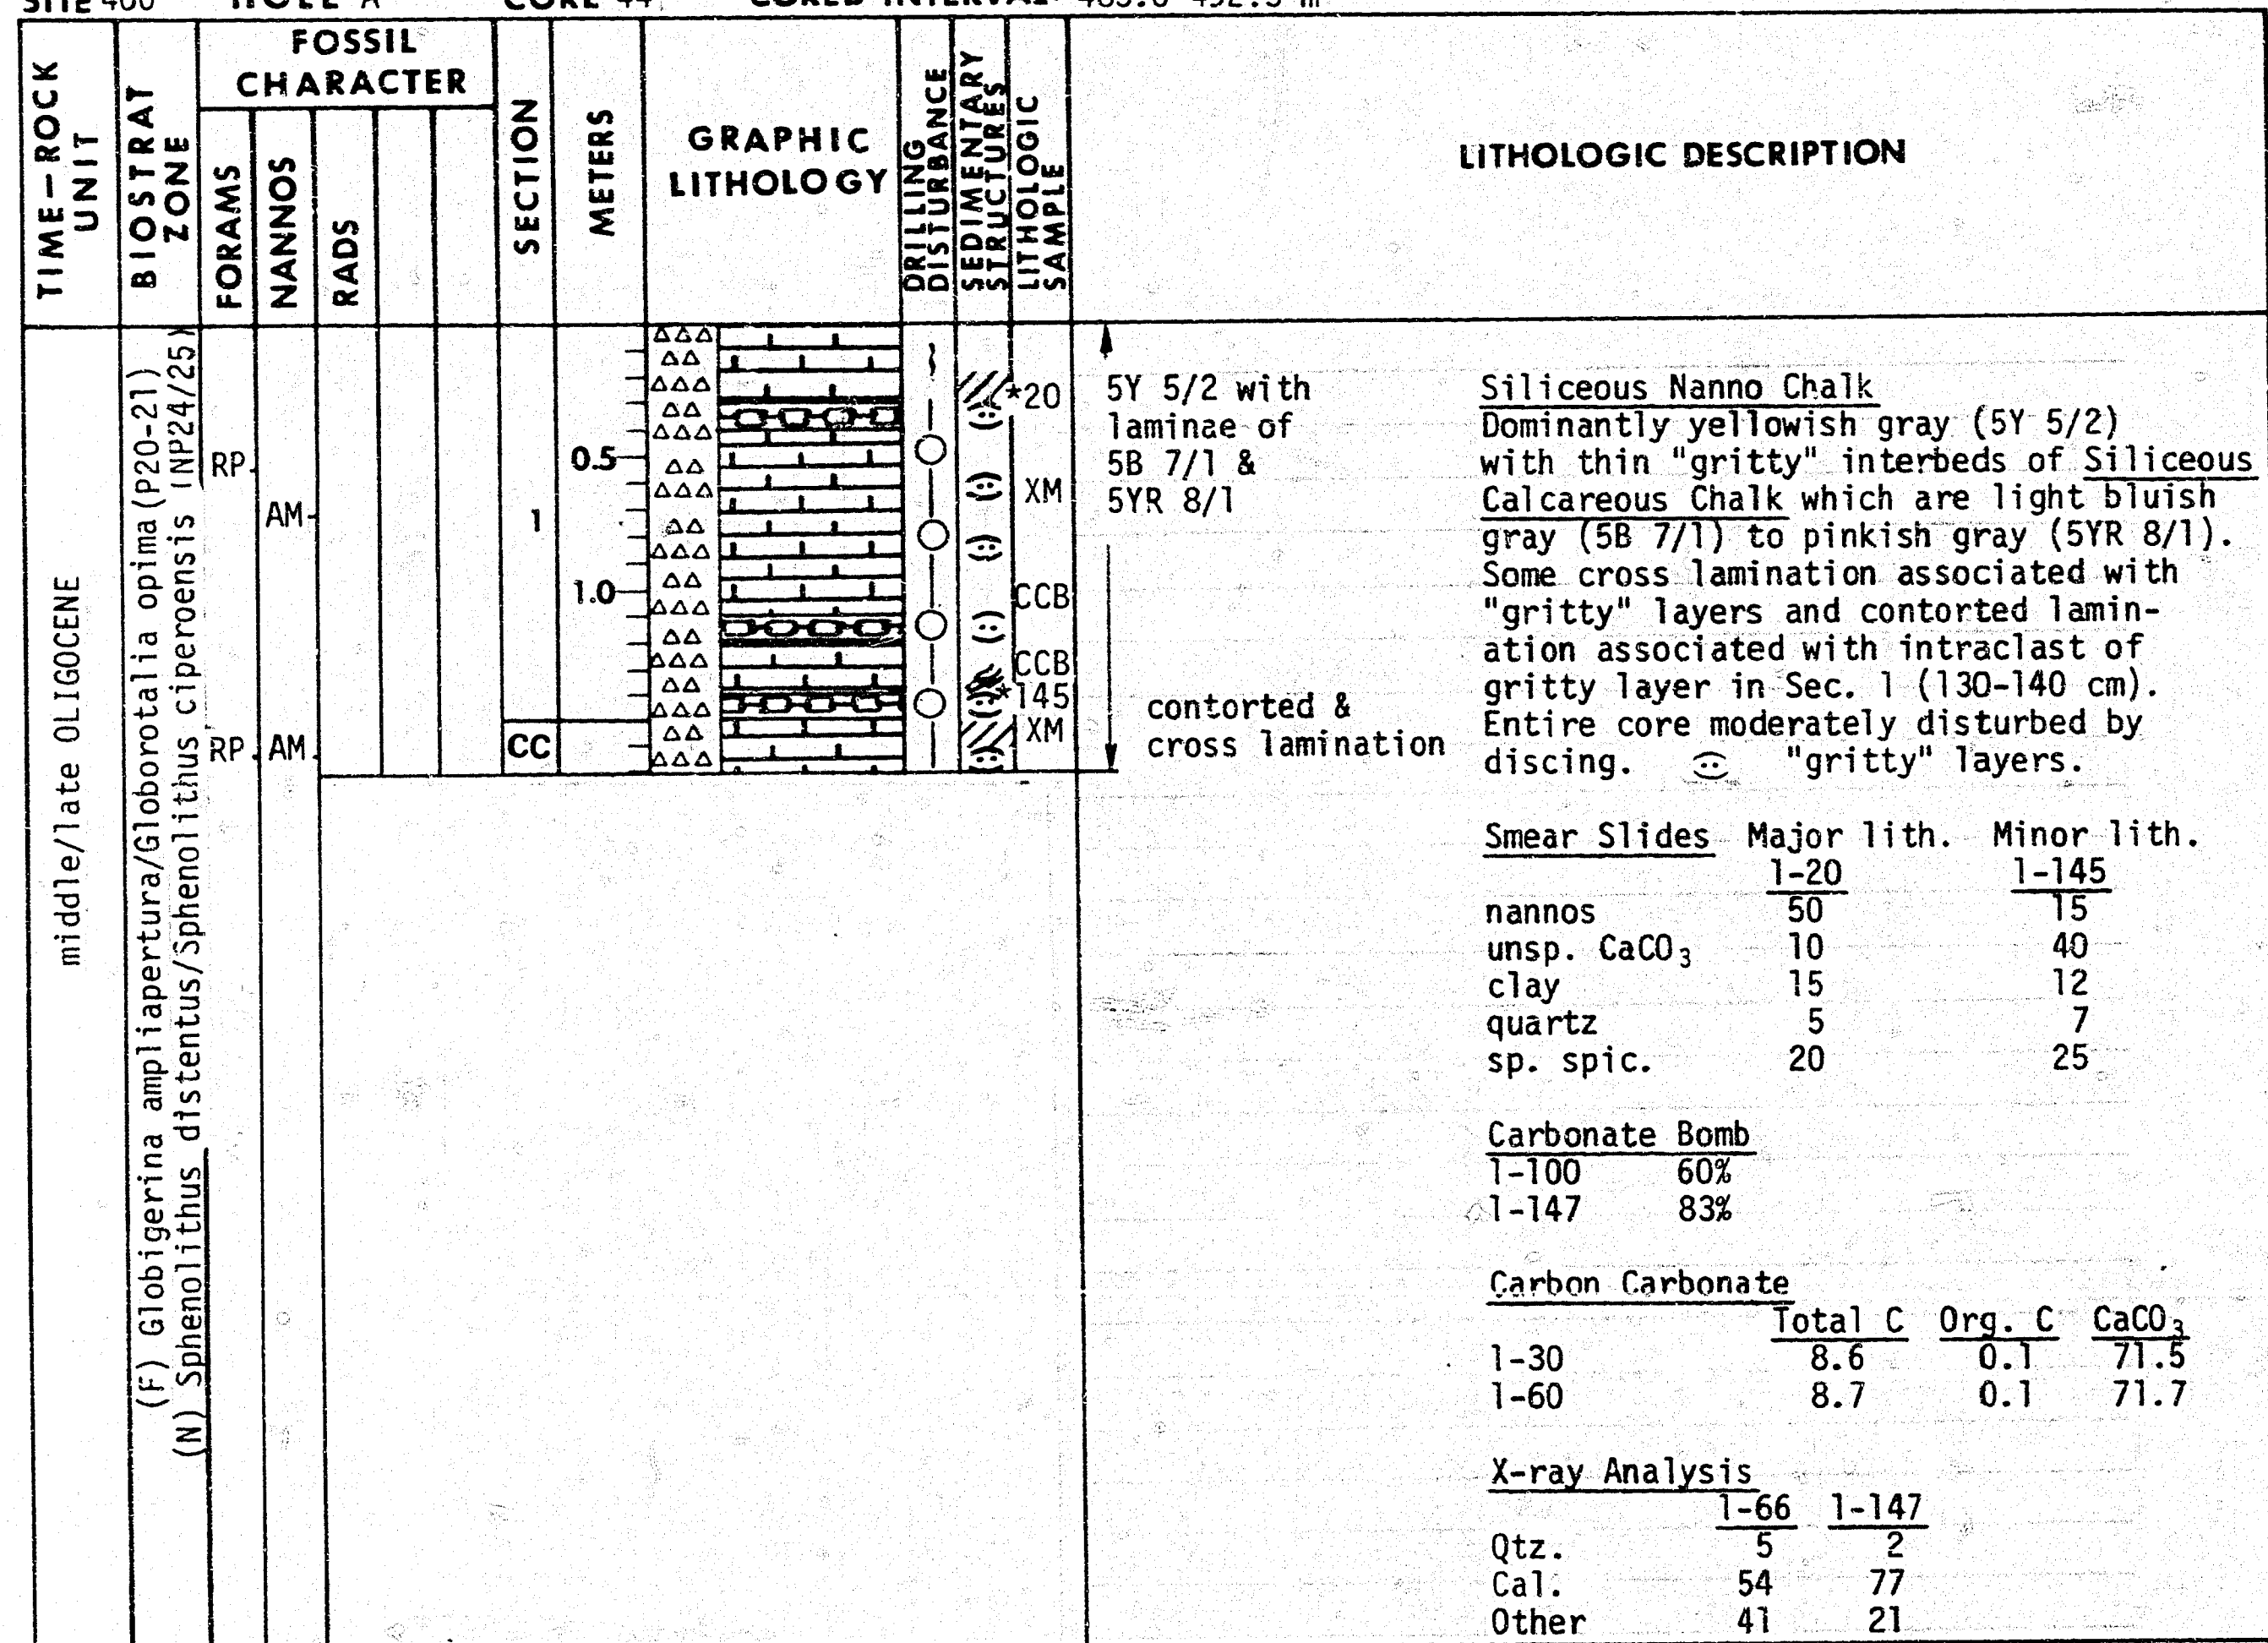 HOLE A
CORE 44
CORED INTERVAL
TIME—ROCK UNIT
BIOSTRAT ZONE
FOSSIL CHARACTER
FORAMS
NANNOS
RADS
SECTION
METERS
GRAPHIC LITHOLOGY
DRILLING DISTURBANCE
SEDIMENTARY STRUCTURES
LITHOLOGIC SAMPLE
LITHOLOGIC DESCRIPTION
middle/late OLIGOCENE
(F) Globigerina ampliapertura/Globorotalia opima (P20-21)
(N) Sphenolithus distentus/Sphenolithus ciperoensis (NP24/25)
RP
AM
RP
AM
1
CC
0.5
1.0
*20
XM
CCB
CCB
*145
XM
5Y 5/2 with
laminae of
5B 7/1 &
5YR 8/1
contorted &
cross lamination
Siliceous Nanno Chalk
Dominantly yellowish gray (5Y 5/2)
with thin "gritty" interbeds of Siliceous
Calcareous Chalk which are light bluish
gray (5B 7/1) to pinkish gray (5YR 8/1).
Some cross lamination associated with
"gritty" layers and contorted lamin-
ation associated with intraclast of
gritty layer in Sec. 1 (130-140 cm).
Entire core moderately disturbed by
discing. "gritty" layers.
Smear Slides Major lith. Minor lith.
1-20 1-145
nannos 50 15
unsp. CaCO3 10 40
clay 15 12
quartz 5 7
sp. spic. 20 25
Carbonate Bomb
1-100 60%
1-147 83%
Carbon Carbonate
Total C Org. C CaCO3
1-30 8.6 0.1 71.5
1-60 8.7 0.1 71.7
X-ray Analysis
1-66 1-147
Qtz. 5 2
Cal. 54 77
Other 41 21